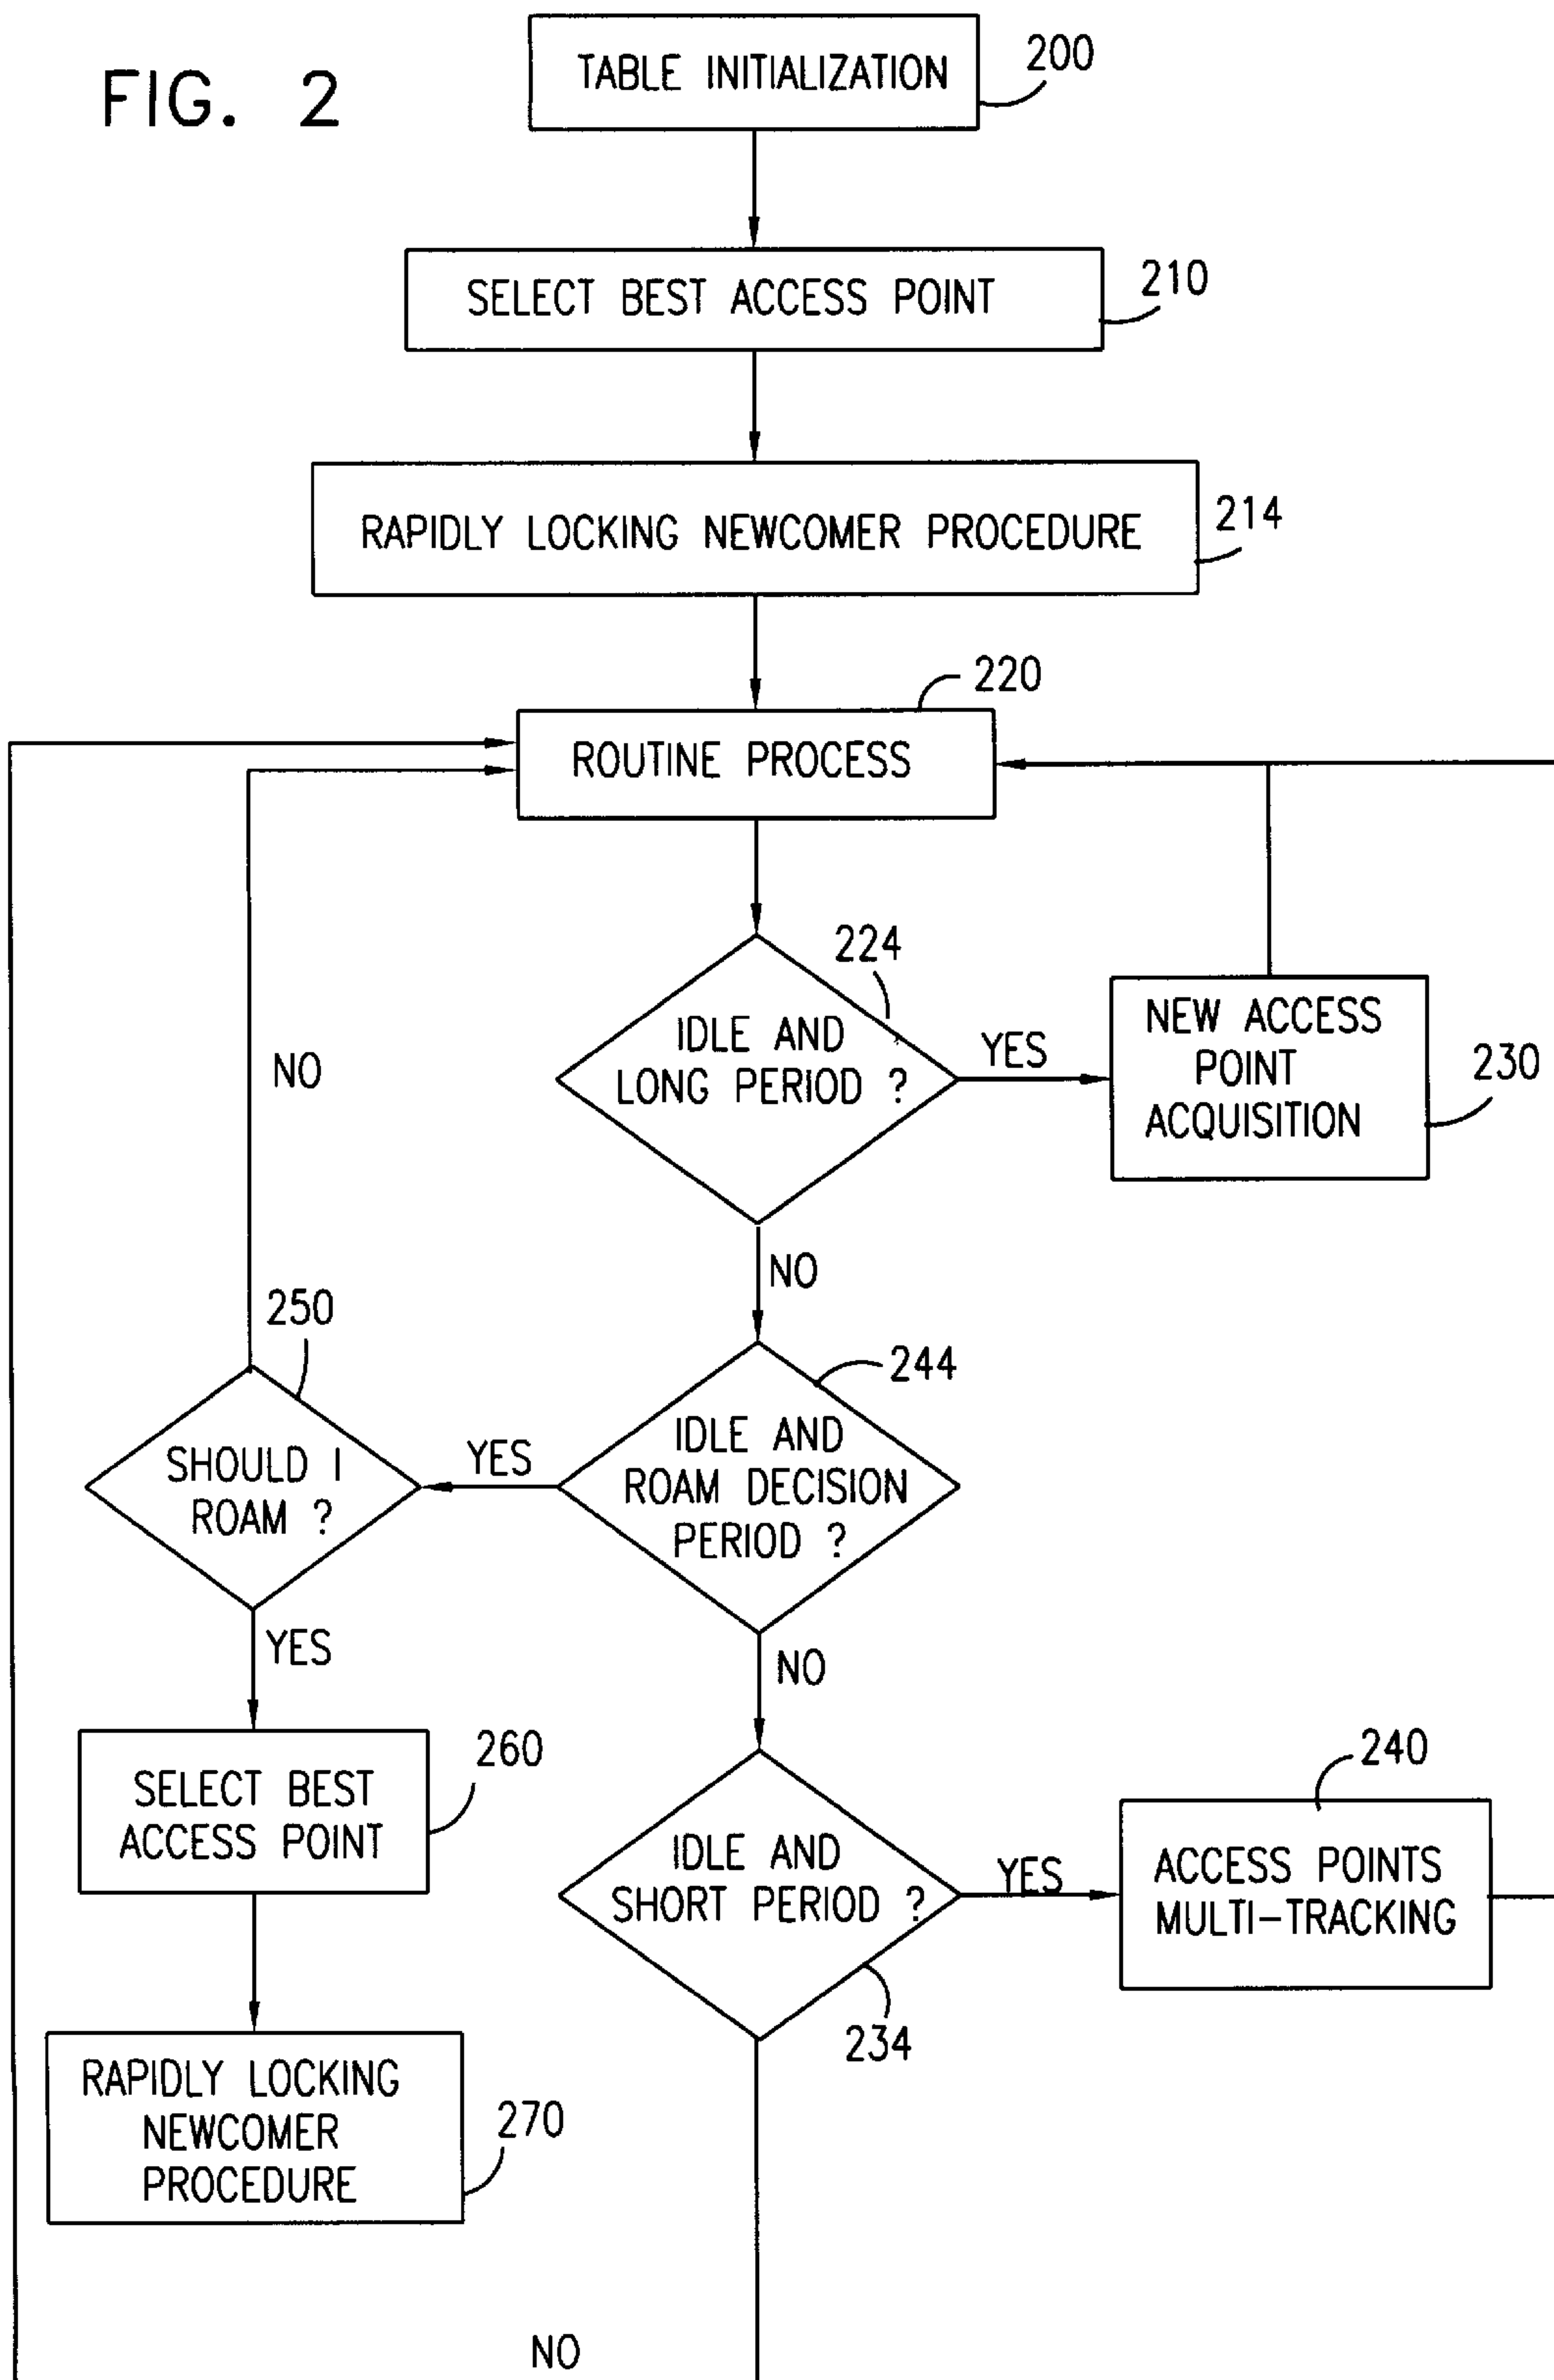 FIG. 2
TABLE INITIALIZATION
200
SELECT BEST ACCESS POINT
210
RAPIDLY LOCKING NEWCOMER PROCEDURE
214
220
ROUTINE PROCESS
224
IDLE AND
LONG PERIOD ?
YES
NEW ACCESS
POINT
ACQUISITION
230
NO
NO
250
244
SHOULD I
ROAM ?
YES
IDLE AND
ROAM DECISION
PERIOD ?
YES
NO
260
SELECT BEST
ACCESS POINT
IDLE AND
SHORT PERIOD ?
YES
240
ACCESS POINTS
MULTI-TRACKING
234
RAPIDLY LOCKING
NEWCOMER
PROCEDURE
270
NO